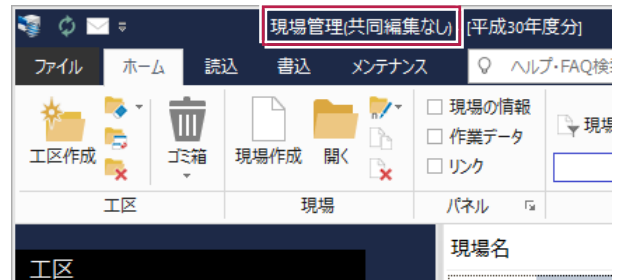 現場管理(共同編集なし) [平成30年度分]
ファイル ホーム 読込 書込 メンテナンス ヘルプ・FAQ検
工区作成 ゴミ箱 現場作成 開く
現場の情報
作業データ
リンク
現場
工区 現場 パネル
工区
現場名